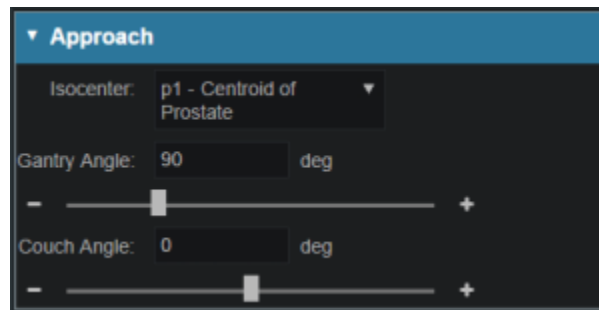 Approach
Isocenter: p1 - Centroid of
Prostate
Gantry Angle: 90 deg
- +
Couch Angle: 0 deg
- +